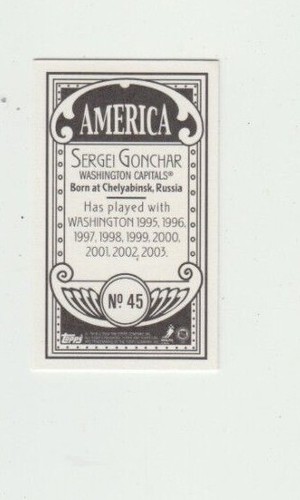 AMERICA
SERGEI GONCHAR
WASHINGTON CAPITALS®
Born at Chelyabinsk, Russia
Has played with
WASHINGTON 1995, 1996,
1997, 1998, 1999, 2000,
2001, 2002, 2003.
Nº 45
Topps